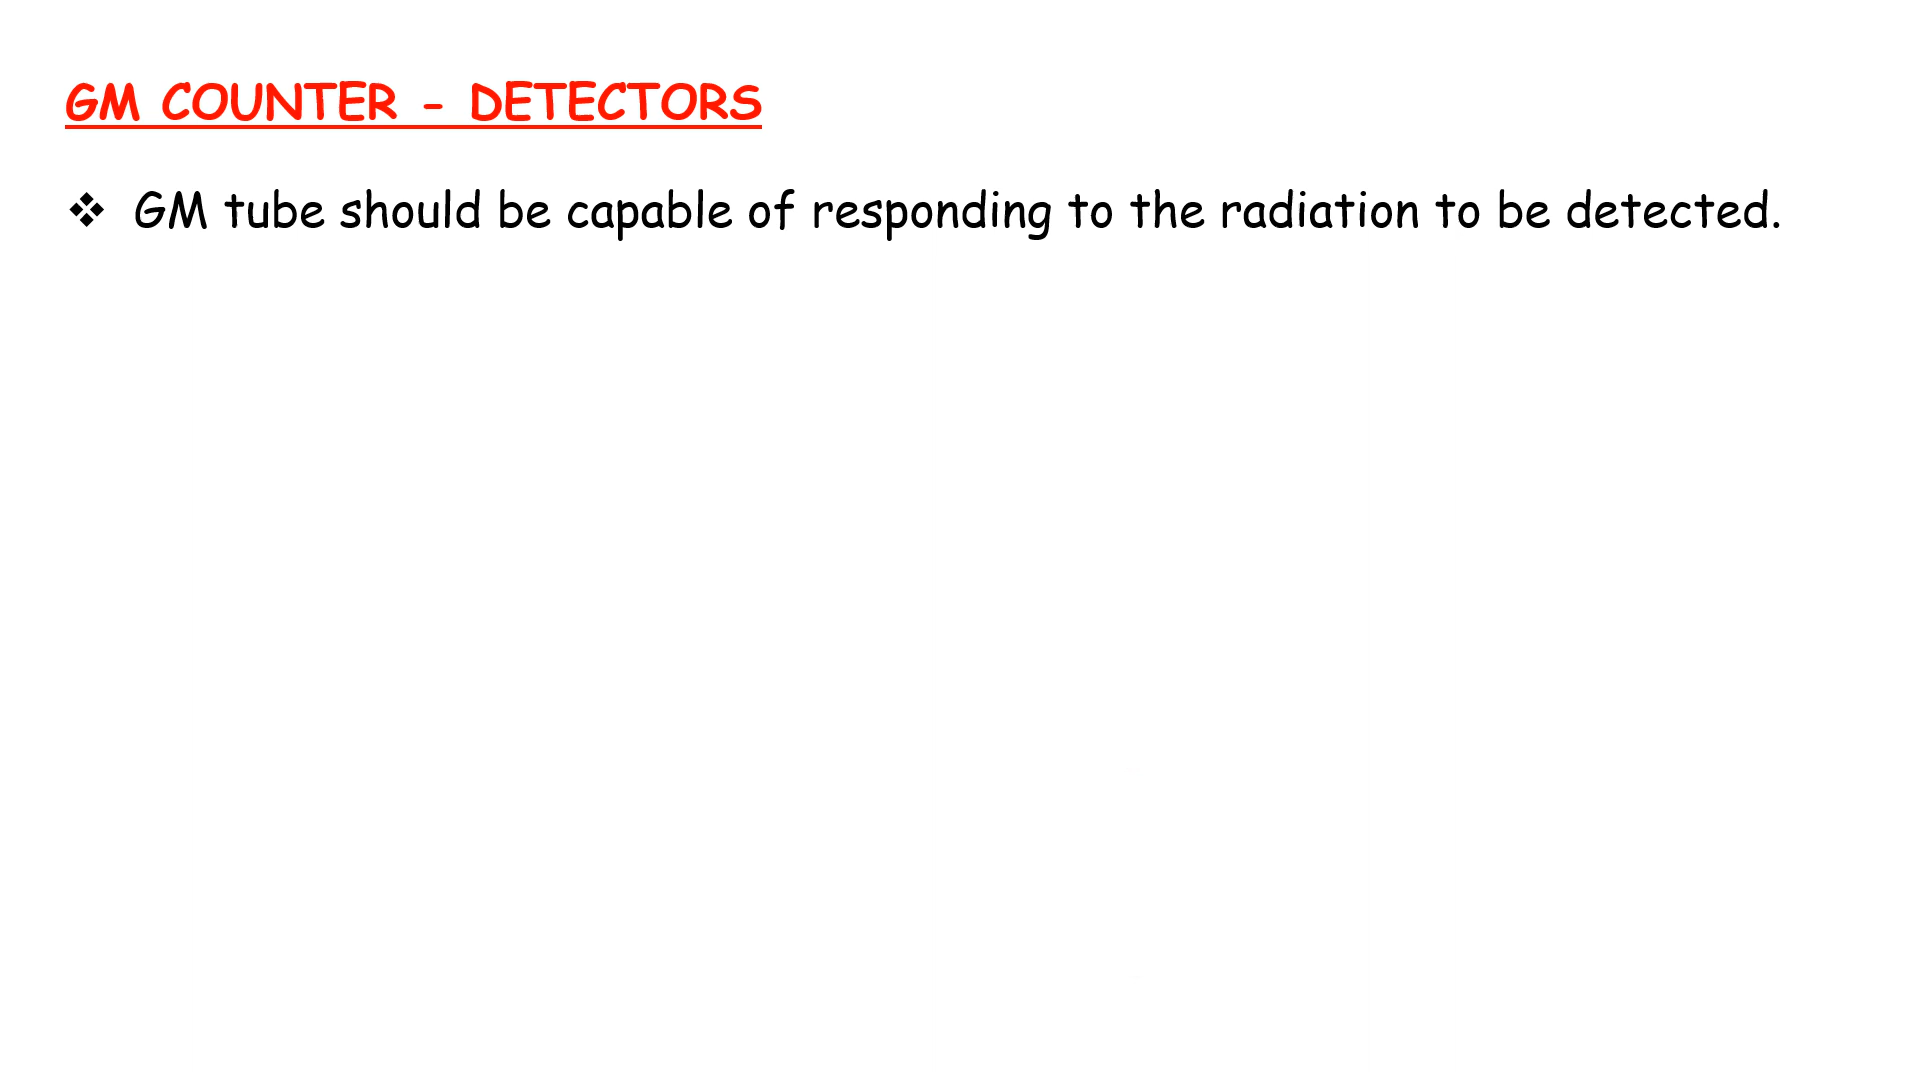 GM COUNTER - DETECTORS
❖ GM tube should be capable of responding to the radiation to be detected.